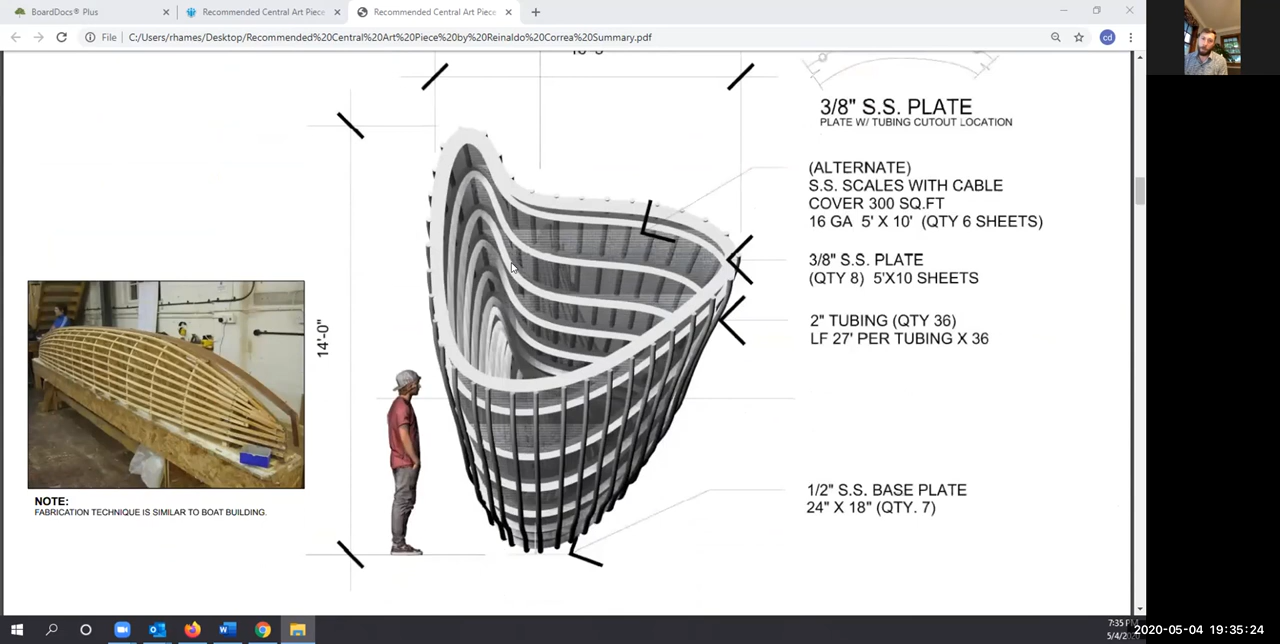 BoardDocs® Plus
Recommended Central Art Piece
Recommended Central Art Piece
File
C:/Users/rhames/Desktop/Recommended%20Central%20Art%20Piece%20by%20Reinaldo%20Correa%20Summary.pdf
cd
3/8" S.S. PLATE
PLATE W/ TUBING CUTOUT LOCATION
(ALTERNATE)
S.S. SCALES WITH CABLE
COVER 300 SQ.FT
16 GA 5' X 10' (QTY 6 SHEETS)
3/8" S.S. PLATE
(QTY 8) 5'X10 SHEETS
2" TUBING (QTY 36)
LF 27' PER TUBING X 36
14'-0"
1/2" S.S. BASE PLATE
24" X 18" (QTY. 7)
NOTE:
FABRICATION TECHNIQUE IS SIMILAR TO BOAT BUILDING.
7:35 PM
2020-05-04 19:35:24